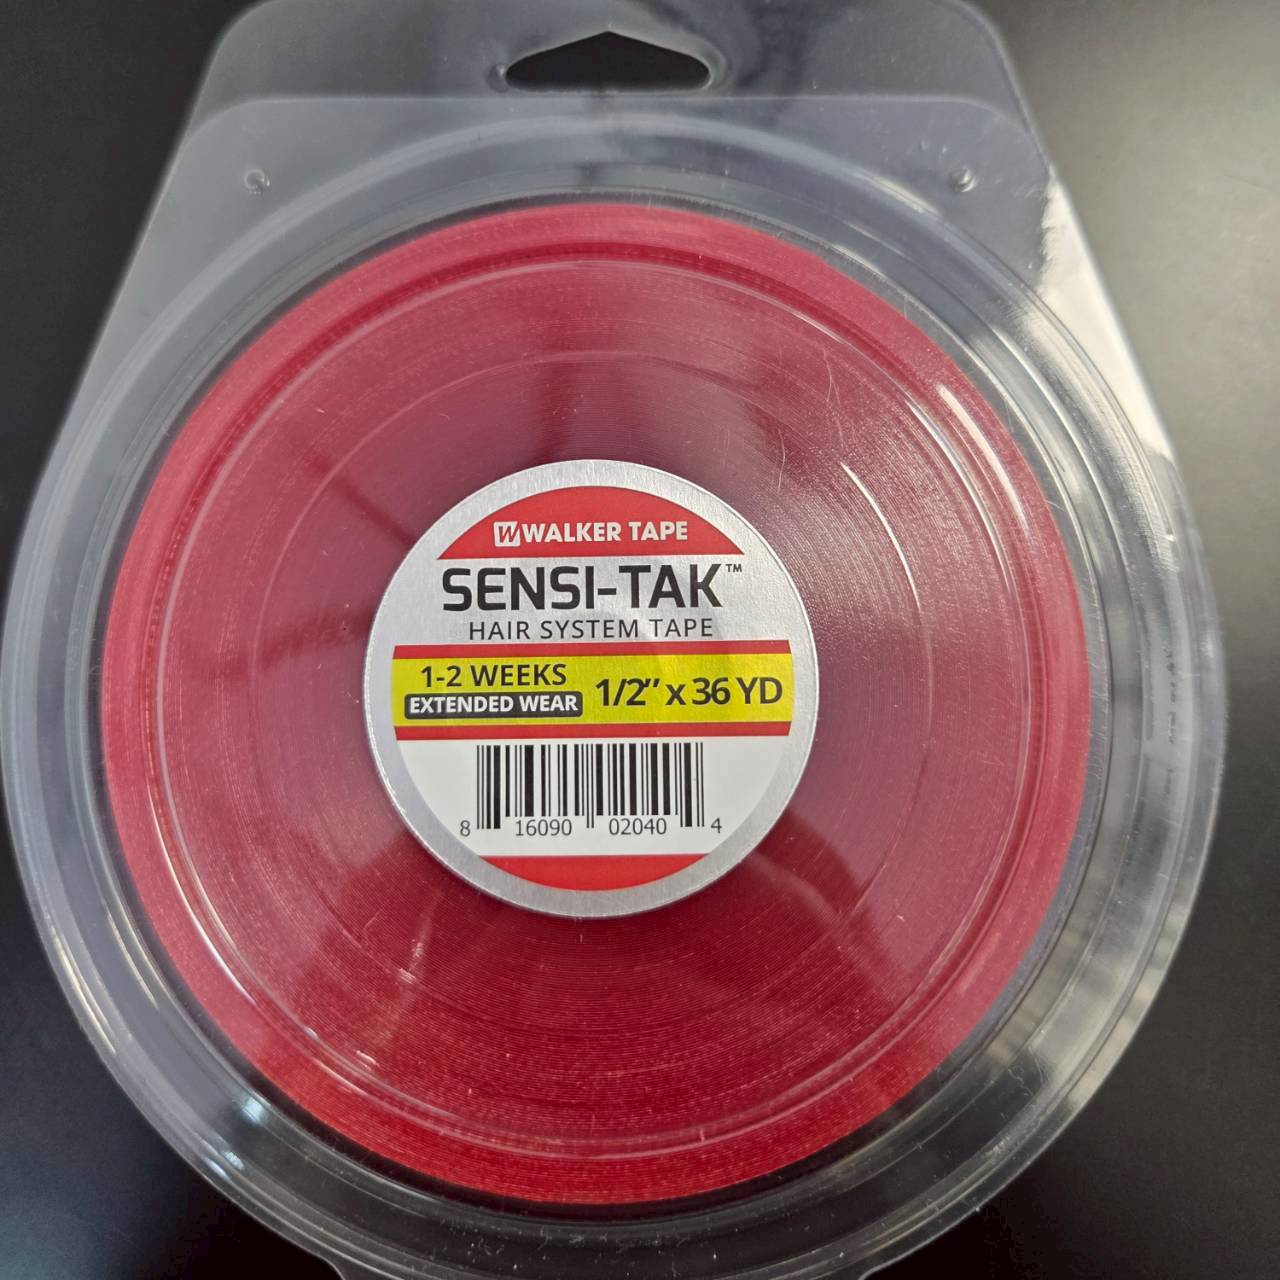 WALKER TAPE
SENSI-TAK™
HAIR SYSTEM TAPE
1-2 WEEKS
EXTENDED WEAR
1/2" x 36 YD
8 16090 02040 4